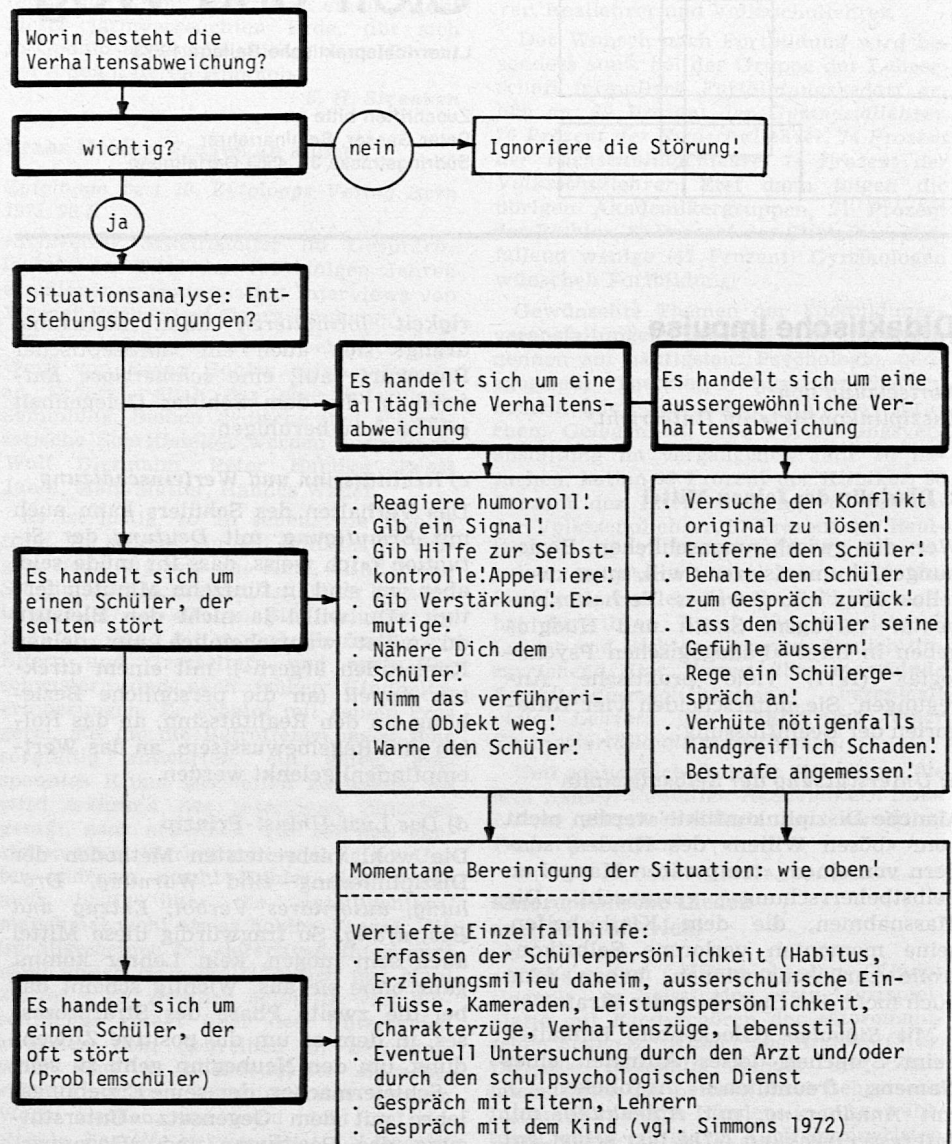 Worin besteht die
Verhaltensabweichung?
wichtig?
nein
Ignoriere die Störung!
ja
Situationsanalyse: Ent-
stehungsbedingungen?
Es handelt sich um eine
alltägliche Verhaltens-
abweichung
Es handelt sich um eine
aussergewöhnliche Ver-
haltensabweichung
. Reagiere humorvoll!
. Gib ein Signal!
. Gib Hilfe zur Selbst-
kontrolle!Appelliere!
. Gib Verstärkung! Er-
mutige!
. Nähere Dich dem
Schüler!
. Nimm das verführeri-
sche Objekt weg!
. Warne den Schüler!
. Versuche den Konflikt
original zu lösen!
. Entferne den Schüler!
. Behalte den Schüler
zum Gespräch zurück!
. Lass den Schüler seine
Gefühle äussern!
. Rege ein Schülerge-
spräch an!
. Verhüte nötigenfalls
handgreiflich Schaden!
. Bestrafe angemessen!
Es handelt sich um
einen Schüler, der
selten stört
Momentane Bereinigung der Situation: wie oben!
Vertiefte Einzelfallhilfe:
. Erfassen der Schülerpersönlichkeit (Habitus,
Erziehungsmilieu daheim, ausserschulische Ein-
flüsse, Kameraden, Leistungspersönlichkeit,
Charakterzüge, Verhaltenszüge, Lebensstil)
. Eventuell Untersuchung durch den Arzt und/oder
durch den schulpsychologischen Dienst
. Gespräch mit Eltern, Lehrern
. Gespräch mit dem Kind (vgl. Simmons 1972)
Es handelt sich um
einen Schüler, der
oft stört
(Problemschüler)